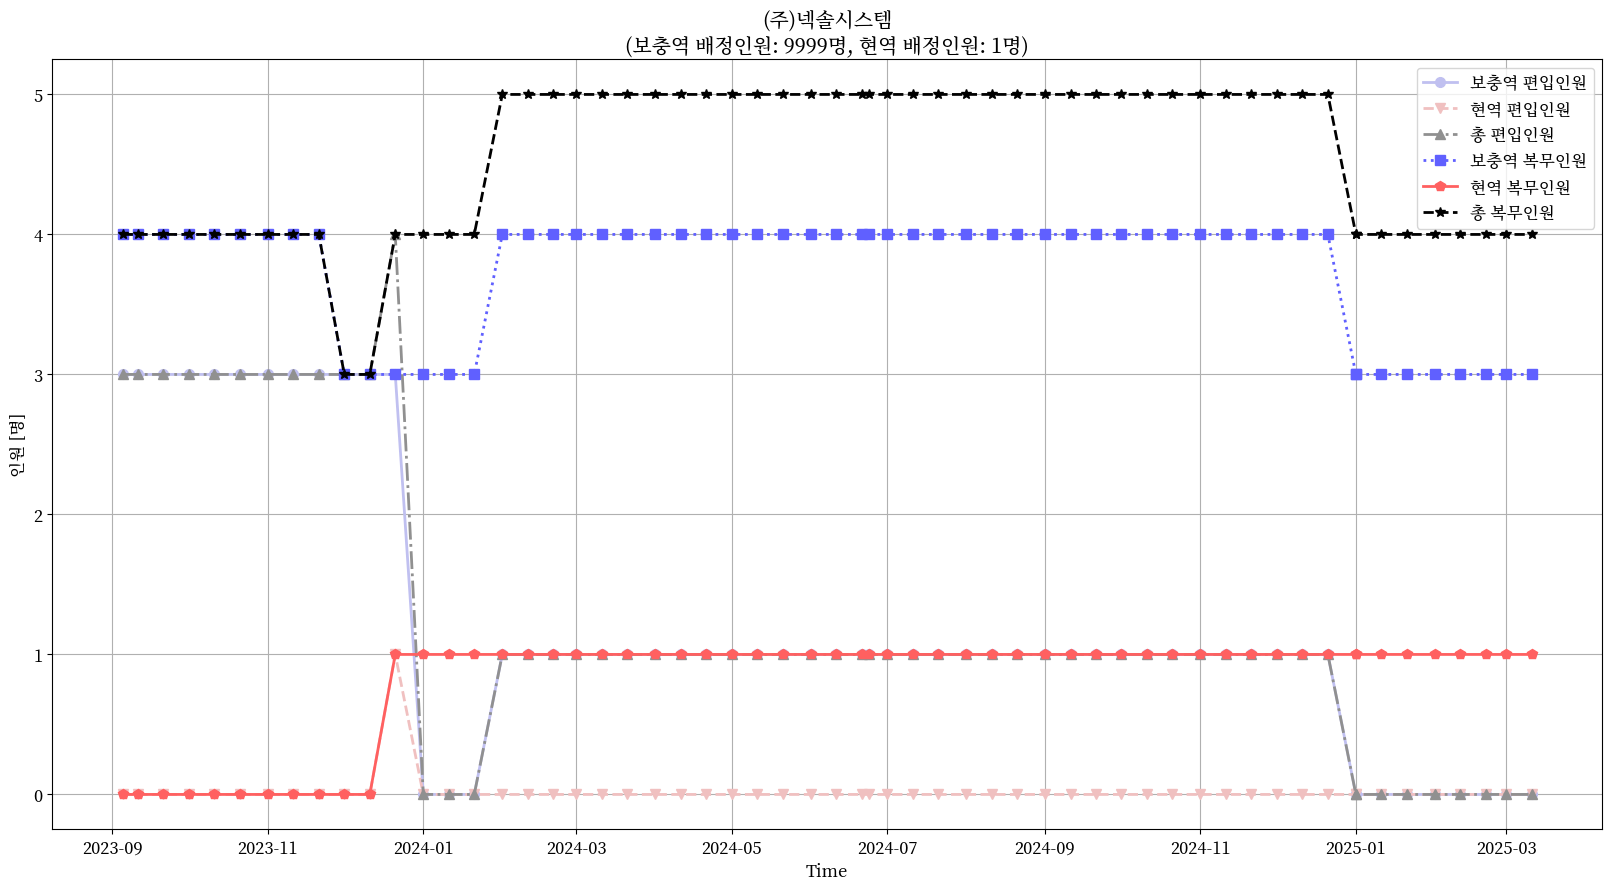 (주)넥솔시스템
(보충역 배정인원: 9999명, 현역 배정인원: 1명)
보충역 편입인원
현역 편입인원
총 편입인원
보충역 복무인원
현역 복무인원
총 복무인원
인원 [명]
5
4
3
2
1
0
2023-09
2023-11
2024-01
2024-03
2024-05
2024-07
2024-09
2024-11
2025-01
2025-03
Time